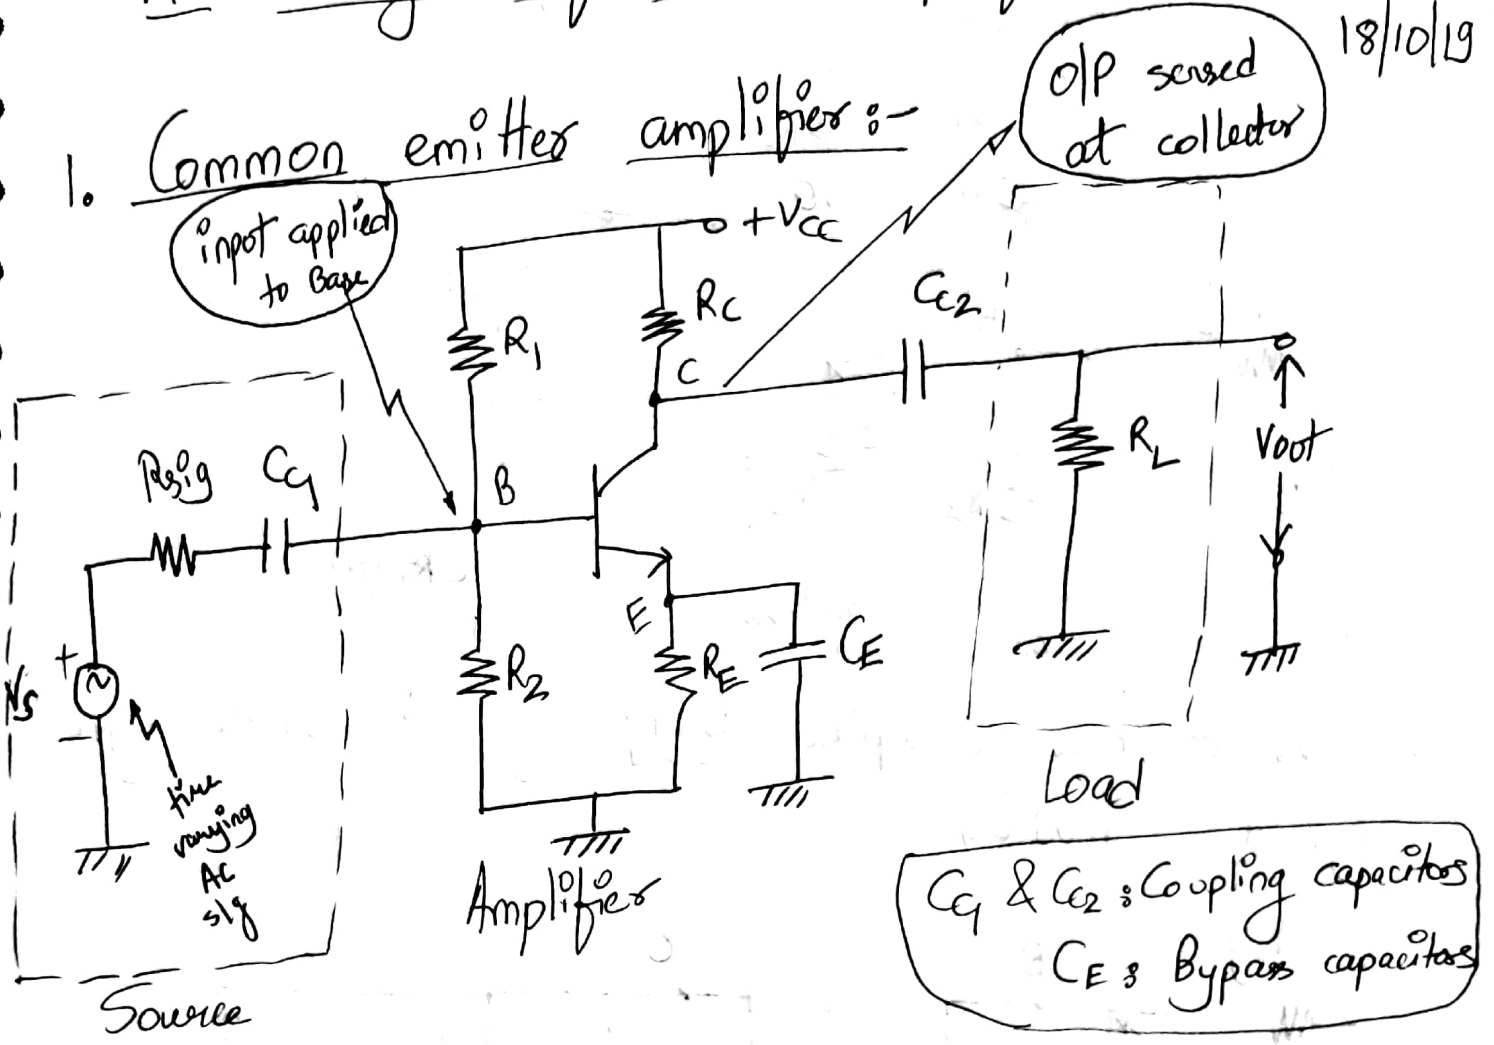 18/10/19
1. Common emitter amplifier :-
O/P sensed
at collector
input applied
to Base
+VCC
R1
RC
CC2
C
B
Rsig
CC1
RL
Vout
E
R2
RE
CE
+
VS
-
time
varying
AC
s/g
Load
Amplifier
CC1 & CC2 : Coupling capacitors
CE : Bypass capacitors
Source